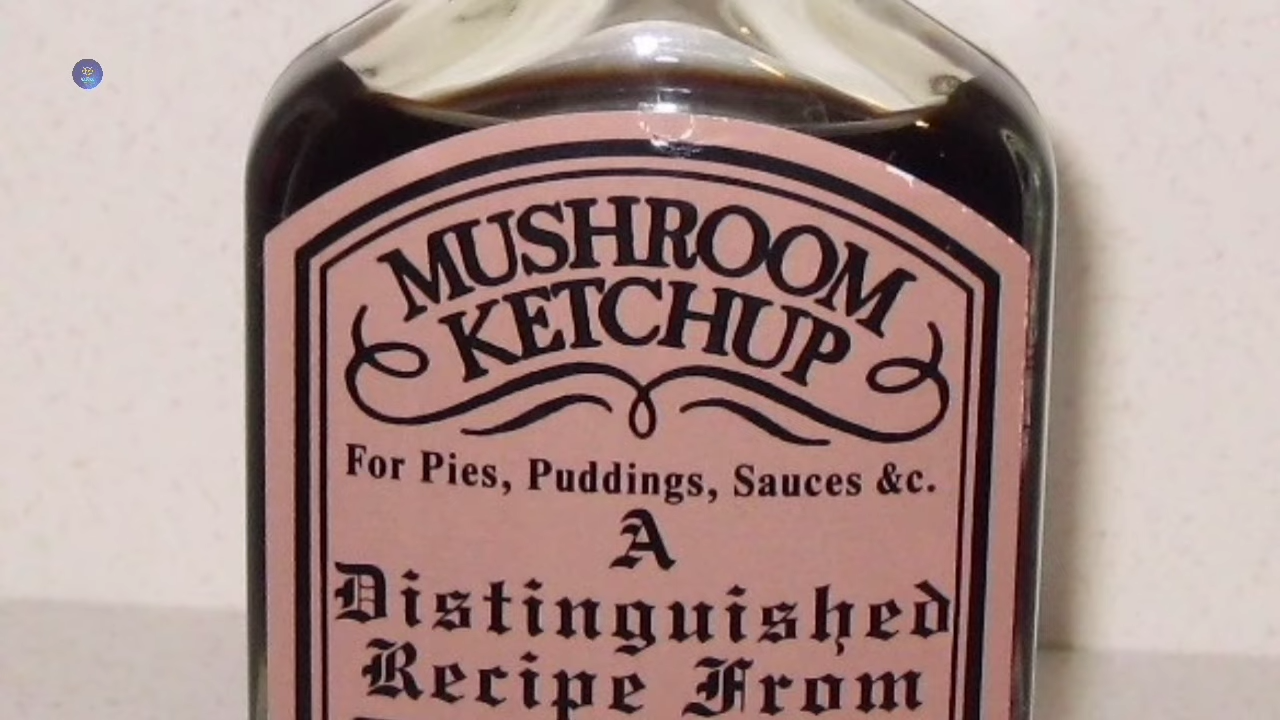 MUSHROOM
KETCHUP
For Pies, Puddings, Sauces &c.
A
Distinguished
Recipe From